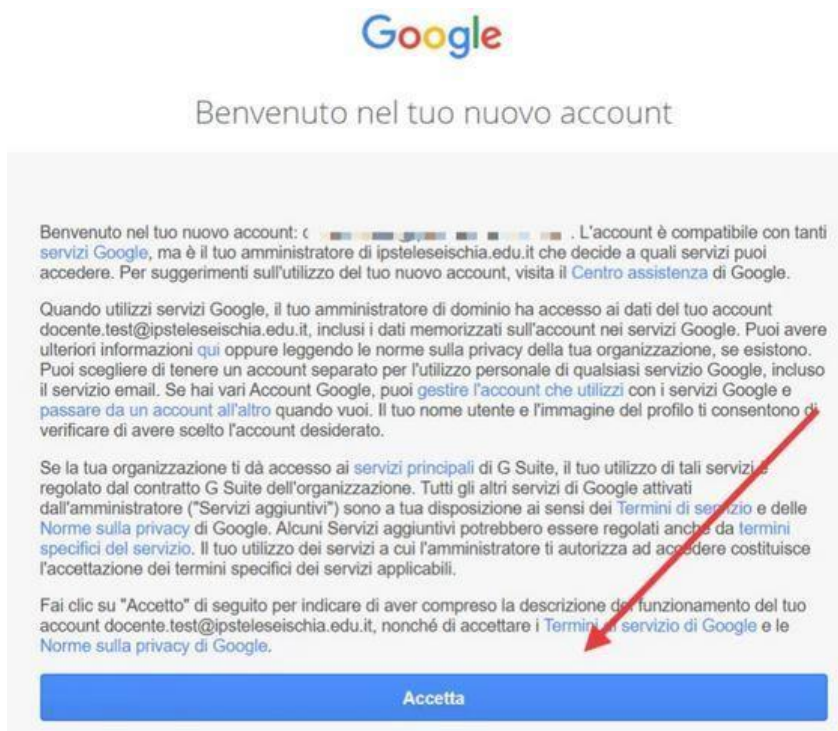 Google
Benvenuto nel tuo nuovo account
Benvenuto nel tuo nuovo account: . L'account è compatibile con tanti
servizi Google, ma è il tuo amministratore di ipsteleseischia.edu.it che decide a quali servizi puoi
accedere. Per suggerimenti sull'utilizzo del tuo nuovo account, visita il Centro assistenza di Google.
Quando utilizzi servizi Google, il tuo amministratore di dominio ha accesso ai dati del tuo account
docente.test@ipsteleseischia.edu.it, inclusi i dati memorizzati sull'account nei servizi Google. Puoi avere
ulteriori informazioni qui oppure leggendo le norme sulla privacy della tua organizzazione, se esistono.
Puoi scegliere di tenere un account separato per l'utilizzo personale di qualsiasi servizio Google, incluso
il servizio email. Se hai vari Account Google, puoi gestire l'account che utilizzi con i servizi Google e
passare da un account all'altro quando vuoi. Il tuo nome utente e l'immagine del profilo ti consentono di
verificare di avere scelto l'account desiderato.
Se la tua organizzazione ti dà accesso ai servizi principali di G Suite, il tuo utilizzo di tali servizi è
regolato dal contratto G Suite dell'organizzazione. Tutti gli altri servizi di Google attivati
dall'amministratore ("Servizi aggiuntivi") sono a tua disposizione ai sensi dei Termini di servizio e delle
Norme sulla privacy di Google. Alcuni Servizi aggiuntivi potrebbero essere regolati anche da termini
specifici del servizio. Il tuo utilizzo dei servizi a cui l'amministratore ti autorizza ad accedere costituisce
l'accettazione dei termini specifici dei servizi applicabili.
Fai clic su "Accetto" di seguito per indicare di aver compreso la descrizione del funzionamento del tuo
account docente.test@ipsteleseischia.edu.it, nonché di accettare i Termini di servizio di Google e le
Norme sulla privacy di Google.
Accetta